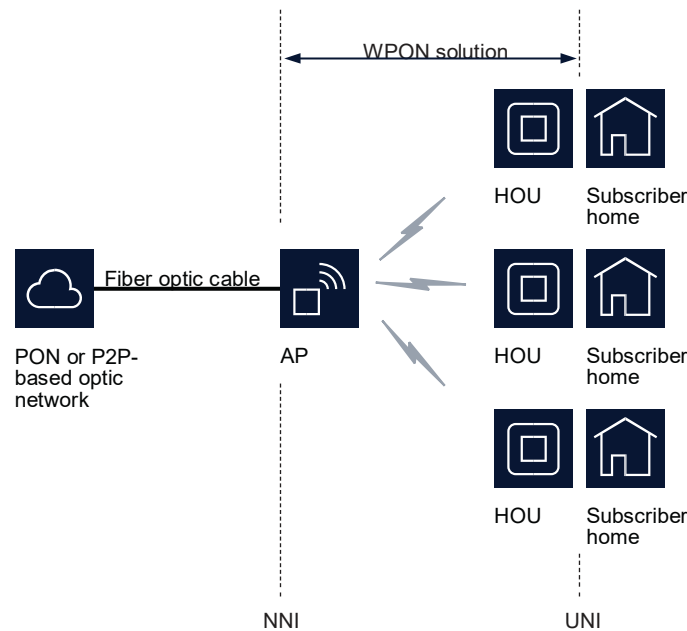 WPON solution
HOU
Subscriber
home
Fiber optic cable
PON or P2P-
based optic
network
AP
HOU
Subscriber
home
HOU
Subscriber
home
NNI
UNI